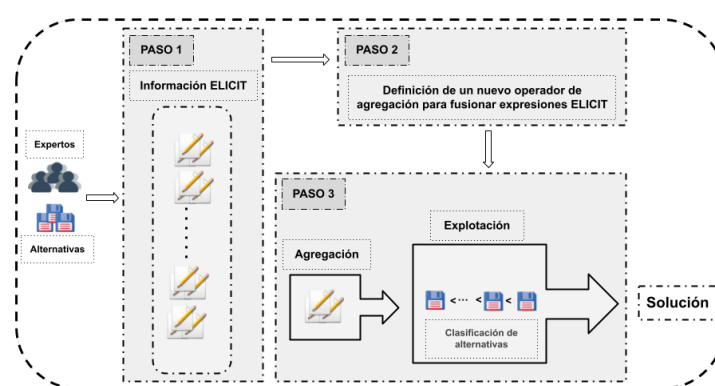 PASO 1
Información ELICIT
PASO 2
Definición de un nuevo operador de
agregación para fusionar expresiones ELICIT
Expertos
Alternativas
PASO 3
Agregación
Explotación
< ··· < <
Clasificación de
alternativas
Solución